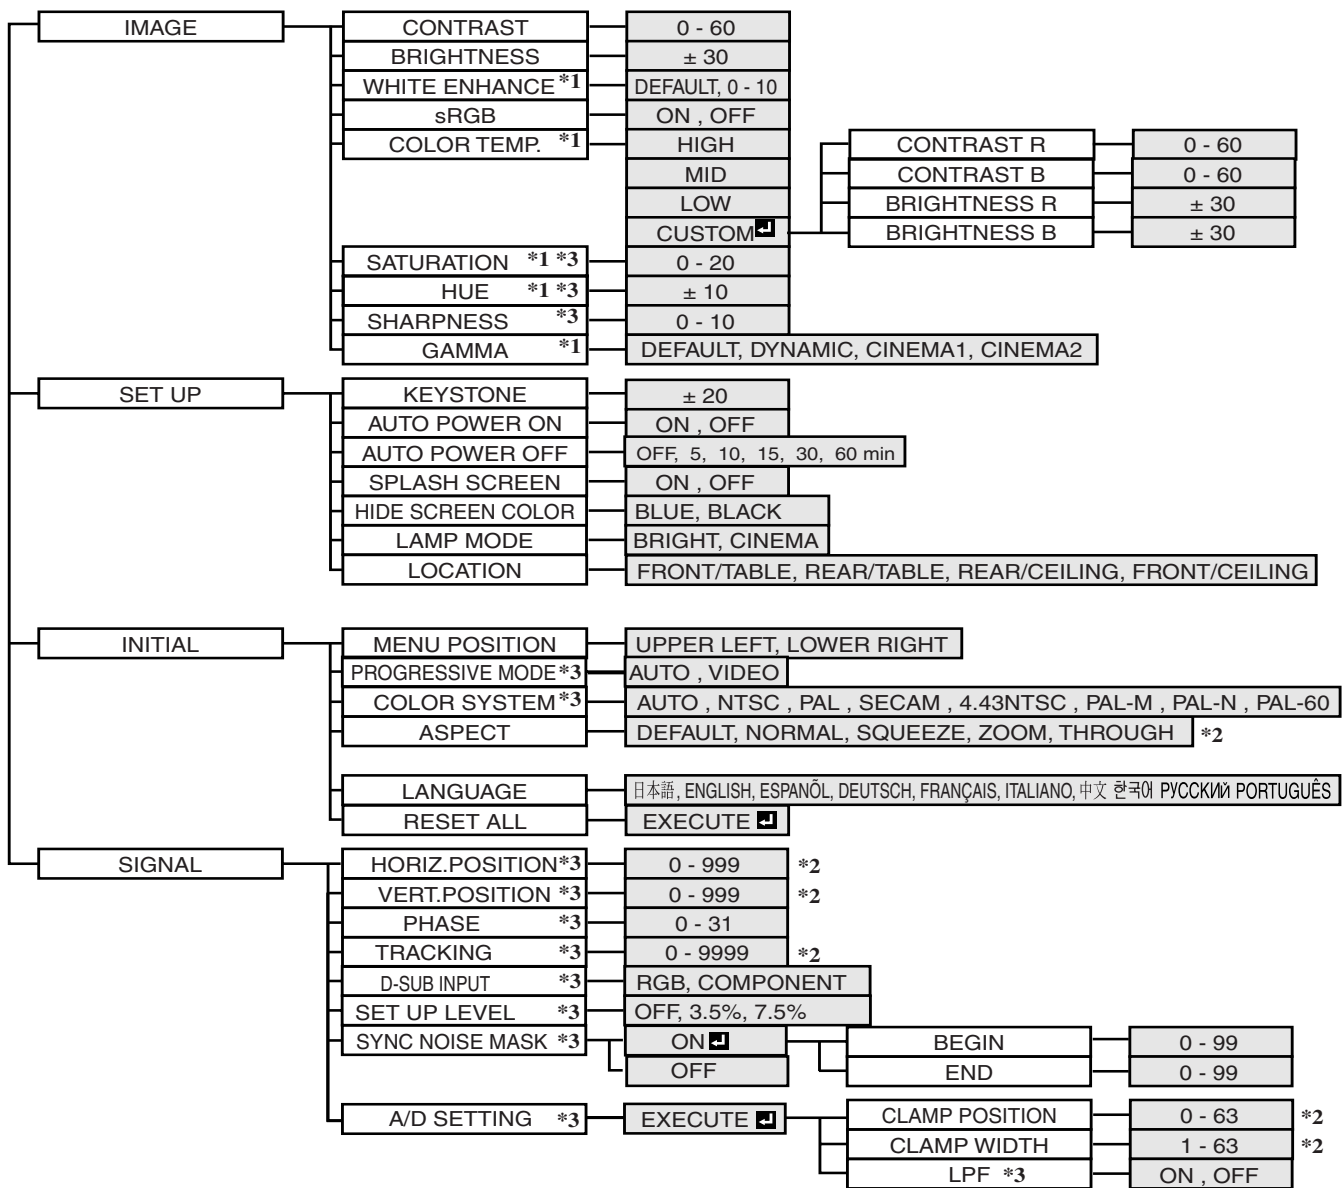 IMAGE CONTRAST 0 - 60
BRIGHTNESS ± 30
WHITE ENHANCE *1 DEFAULT, 0 - 10
sRGB ON , OFF
COLOR TEMP. *1 HIGH CONTRAST R 0 - 60
MID CONTRAST B 0 - 60
LOW BRIGHTNESS R ± 30
CUSTOM BRIGHTNESS B ± 30
SATURATION *1 *3 0 - 20
HUE *1 *3 ± 10
SHARPNESS *3 0 - 10
GAMMA *1 DEFAULT, DYNAMIC, CINEMA1, CINEMA2
SET UP KEYSTONE ± 20
AUTO POWER ON ON , OFF
AUTO POWER OFF OFF, 5, 10, 15, 30, 60 min
SPLASH SCREEN ON , OFF
HIDE SCREEN COLOR BLUE, BLACK
LAMP MODE BRIGHT, CINEMA
LOCATION FRONT/TABLE, REAR/TABLE, REAR/CEILING, FRONT/CEILING
INITIAL MENU POSITION UPPER LEFT, LOWER RIGHT
PROGRESSIVE MODE *3 AUTO , VIDEO
COLOR SYSTEM *3 AUTO , NTSC , PAL , SECAM , 4.43NTSC , PAL-M , PAL-N , PAL-60
ASPECT DEFAULT, NORMAL, SQUEEZE, ZOOM, THROUGH *2
LANGUAGE 日本語, ENGLISH, ESPANÕL, DEUTSCH, FRANÇAIS, ITALIANO, 中文 한국어 РУССКИЙ PORTUGUÊS
RESET ALL EXECUTE
SIGNAL HORIZ.POSITION *3 0 - 999 *2
VERT.POSITION *3 0 - 999 *2
PHASE *3 0 - 31
TRACKING *3 0 - 9999 *2
D-SUB INPUT *3 RGB, COMPONENT
SET UP LEVEL *3 OFF, 3.5%, 7.5%
SYNC NOISE MASK *3 ON BEGIN 0 - 99
OFF END 0 - 99
A/D SETTING *3 EXECUTE CLAMP POSITION 0 - 63 *2
CLAMP WIDTH 1 - 63 *2
LPF *3 ON , OFF